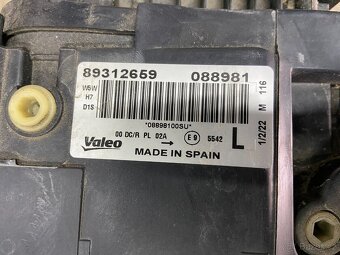 89312659 088981
W5W
H7
D1S
*08898100SU*
00 DC/R PL 02A → E9 5542 L
Valeo
MADE IN SPAIN
1/2/22 M 116